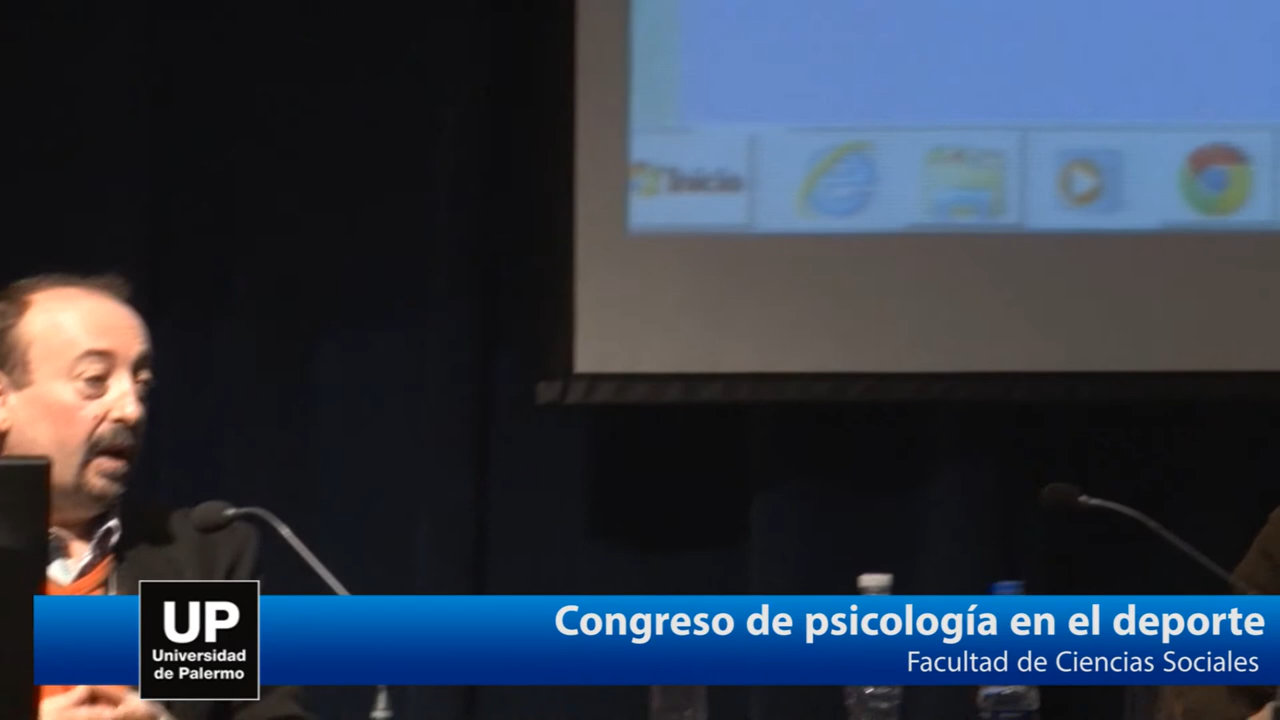 Inicio
Congreso de psicología en el deporte
Facultad de Ciencias Sociales
UP
Universidad
de Palermo